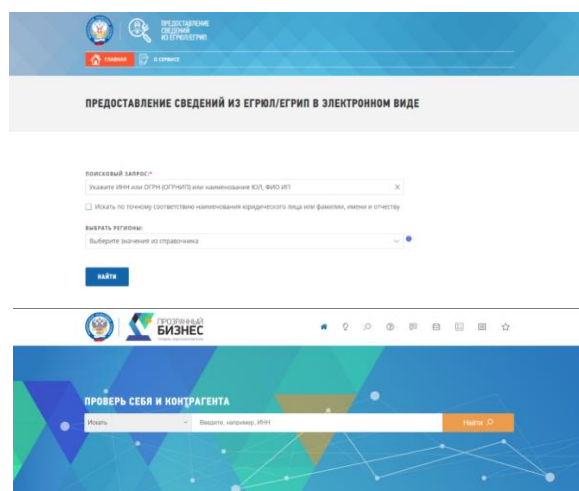 ПРЕДОСТАВЛЕНИЕ
СВЕДЕНИЙ
ИЗ ЕГРЮЛ/ЕГРИП
ГЛАВНАЯ О СЕРВИСЕ
ПРЕДОСТАВЛЕНИЕ СВЕДЕНИЙ ИЗ ЕГРЮЛ/ЕГРИП В ЭЛЕКТРОННОМ ВИДЕ
ПОИСКОВЫЙ ЗАПРОС:*
Укажите ИНН или ОГРН (ОГРНИП) или наименование ЮЛ, ФИО ИП
Искать по точному соответствию наименования юридического лица или фамилии, имени и отчеству
ВЫБРАТЬ РЕГИОНЫ:
Выберите значение из справочника
НАЙТИ
ПРОЗРАЧНЫЙ
БИЗНЕС
ПРОВЕРЬ СЕБЯ И КОНТРАГЕНТА
Искать Введите, например, ИНН Найти